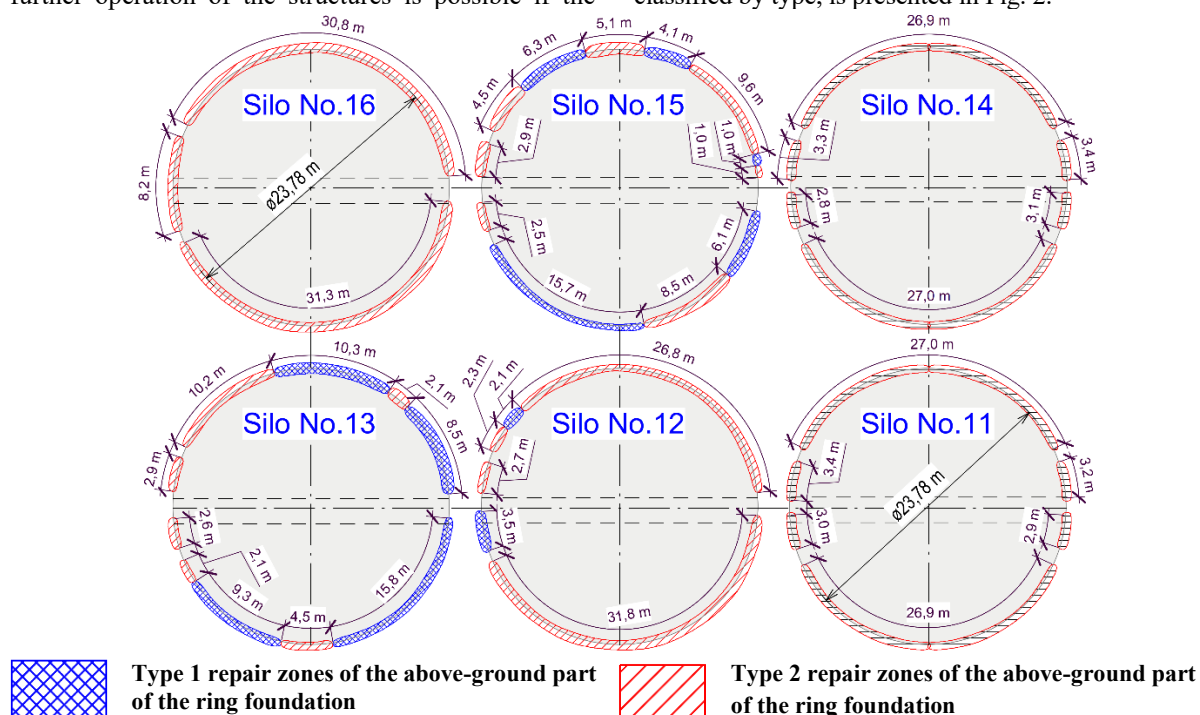 further operation of the structures is possible if the classified by type, is presented in Fig. 2.
30,8 m
5,1 m
4,1 m
26,9 m
6,3 m
4,5 m
9,6 m
Silo No.16
Silo No.15
Silo No.14
2,9 m
1,0 m
1,0 m
3,3 m
3,4 m
8,2 m
ø23,78 m
2,8 m
3,1 m
2,5 m
6,1 m
15,7 m
8,5 m
31,3 m
27,0 m
10,3 m
26,8 m
27,0 m
10,2 m
2,1 m
2,3 m
2,1 m
8,5 m
Silo No.13
Silo No.12
Silo No.11
2,9 m
2,7 m
3,4 m
3,2 m
ø23,78 m
2,6 m
3,5 m
3,0 m
2,9 m
2,1 m
9,3 m
15,8 m
4,5 m
31,8 m
26,9 m
Type 1 repair zones of the above-ground part
of the ring foundation
Type 2 repair zones of the above-ground part
of the ring foundation